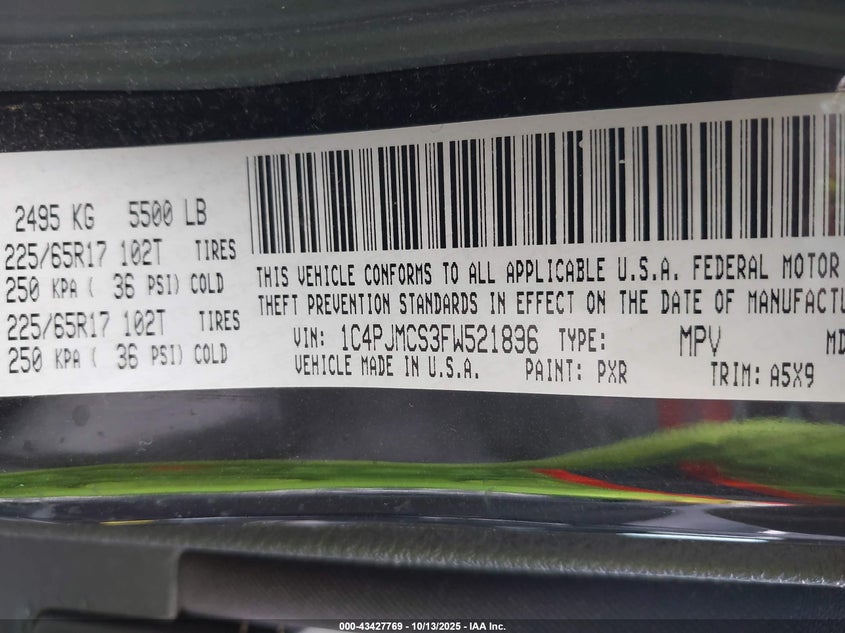 2495 KG 5500 LB
225/65R17 102T TIRES
250 KPA ( 36 PSI) COLD
225/65R17 102T TIRES
250 KPA ( 36 PSI) COLD
THIS VEHICLE CONFORMS TO ALL APPLICABLE U.S.A. FEDERAL MOTOR
THEFT PREVENTION STANDARDS IN EFFECT ON THE DATE OF MANUFACTU
VIN: 1C4PJMCS3FW521896 TYPE: MPV MD
VEHICLE MADE IN U.S.A. PAINT: PXR TRIM: A5X9
000-43427769 | 10/13/2025 - IAA Inc.